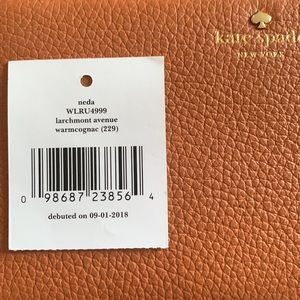 kate spade
NEW YORK
neda
WLRU4999
larchmont avenue
warmcognac (229)
0 98687 23856 4
debuted on 09-01-2018